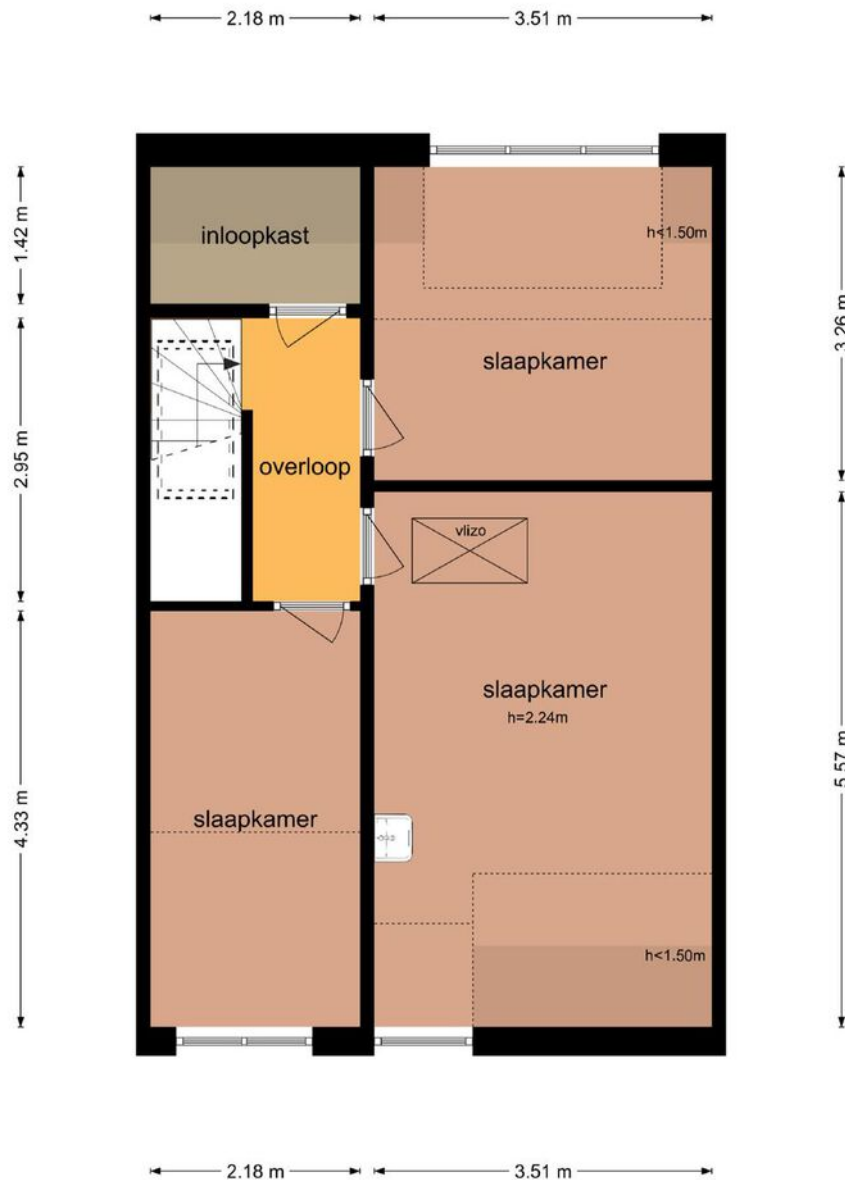 2.18 m
3.51 m
1.42 m
2.95 m
4.33 m
inloopkast
h<1.50m
slaapkamer
overloop
vlizo
slaapkamer
h=2.24m
slaapkamer
h<1.50m
3.26 m
5.57 m
2.18 m
3.51 m